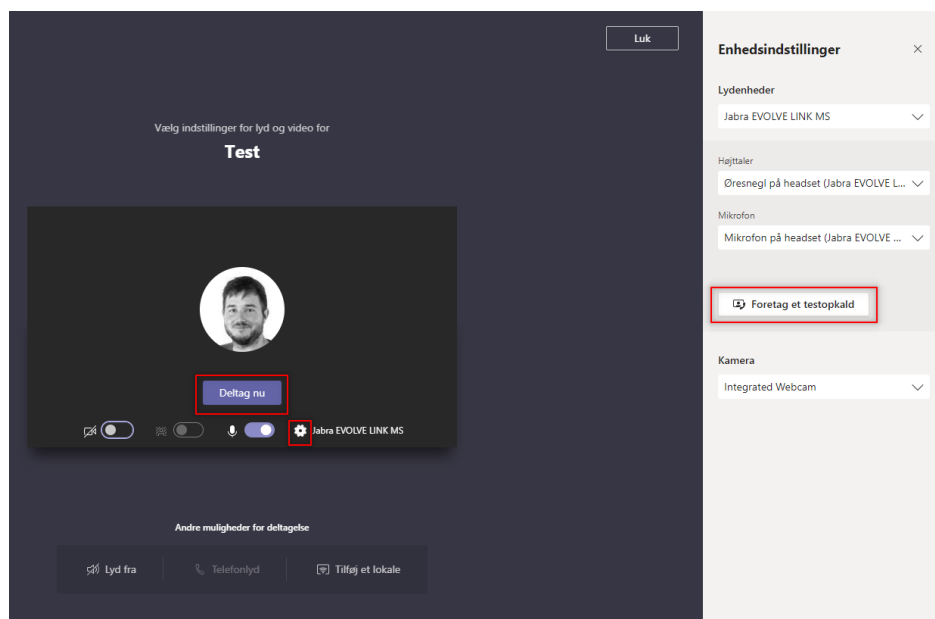 Luk
Vælg indstillinger for lyd og video for
Test
Deltag nu
Jabra EVOLVE LINK MS
Andre muligheder for deltagelse
Lyd fra
Telefonlyd
Tilføj et lokale
Enhedsindstillinger
Lydenheder
Jabra EVOLVE LINK MS
Højttaler
Øresnegl på headset (Jabra EVOLVE L...
Mikrofon
Mikrofon på headset (Jabra EVOLVE ...
Foretag et testopkald
Kamera
Integrated Webcam